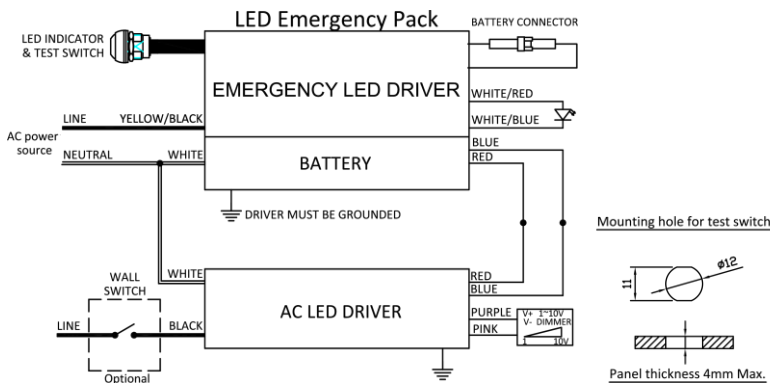 LED Emergency Pack
BATTERY CONNECTOR
LED INDICATOR
& TEST SWITCH
EMERGENCY LED DRIVER
WHITE/RED
LINE
YELLOW/BLACK
WHITE/BLUE
AC power
source
NEUTRAL
WHITE
BATTERY
BLUE
RED
DRIVER MUST BE GROUNDED
Mounting hole for test switch
ø12
11
WHITE
WALL
SWITCH
AC LED DRIVER
RED
BLUE
PURPLE
PINK
V+ 1~10V
V- DIMMER
1 10V
LINE
BLACK
Optional
Panel thickness 4mm Max.